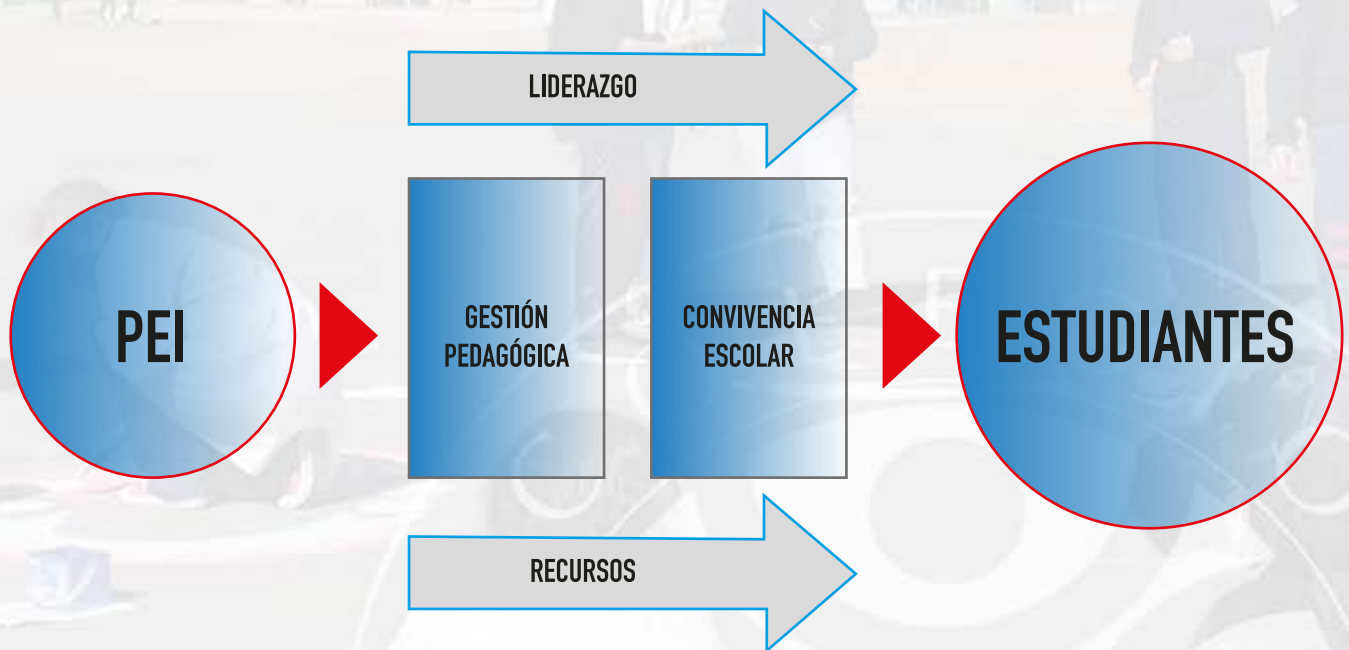 LIDERAZGO
PEI
GESTIÓN
PEDAGÓGICA
CONVIVENCIA
ESCOLAR
ESTUDIANTES
RECURSOS